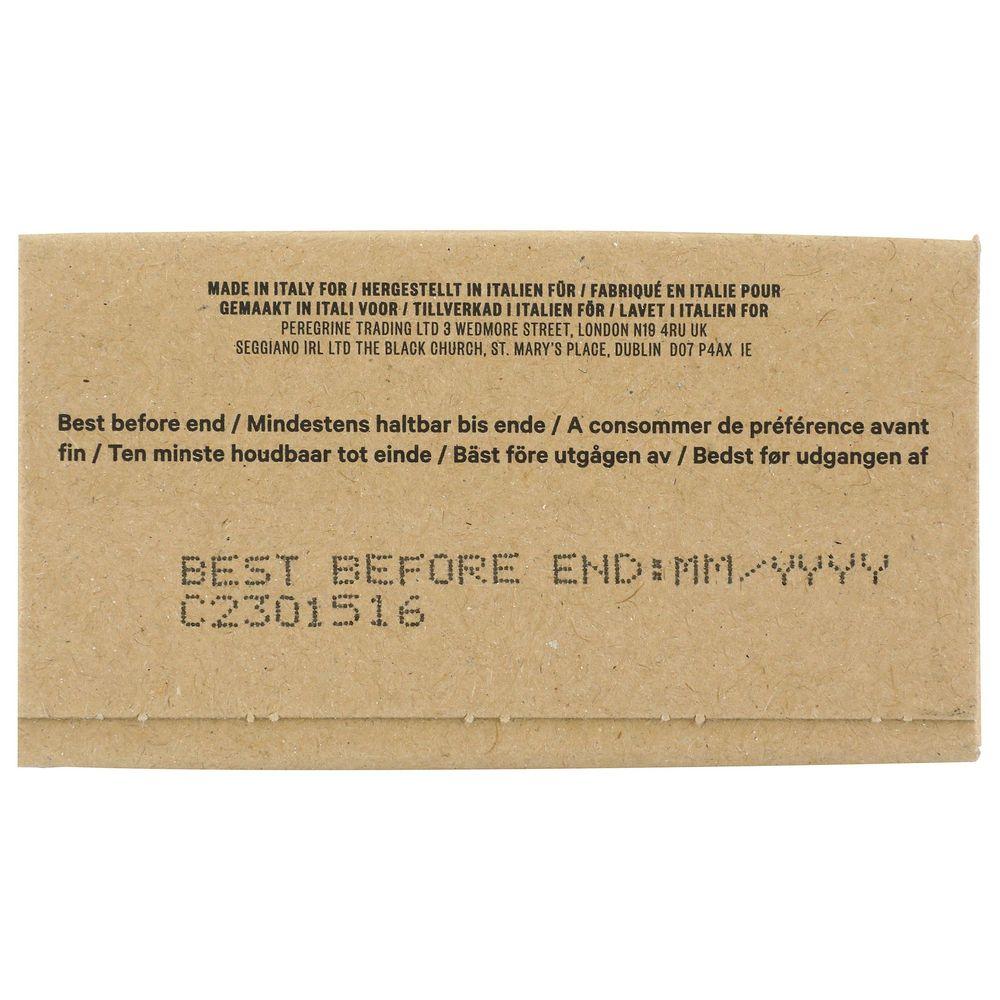 MADE IN ITALY FOR / HERGESTELLT IN ITALIEN FÜR / FABRIQUÉ EN ITALIE POUR
GEMAAKT IN ITALI VOOR / TILLVERKAD I ITALIEN FÖR / LAVET I ITALIEN FOR
PEREGRINE TRADING LTD 3 WEDMORE STREET, LONDON N19 4RU UK
SEGGIANO IRL LTD THE BLACK CHURCH, ST. MARY'S PLACE, DUBLIN D07 P4AX IE
Best before end / Mindestens haltbar bis ende / A consommer de préférence avant
fin / Ten minste houdbaar tot einde / Bäst före utgågen av / Bedst før udgangen af
BEST BEFORE END:MM/YYYY
C2301516